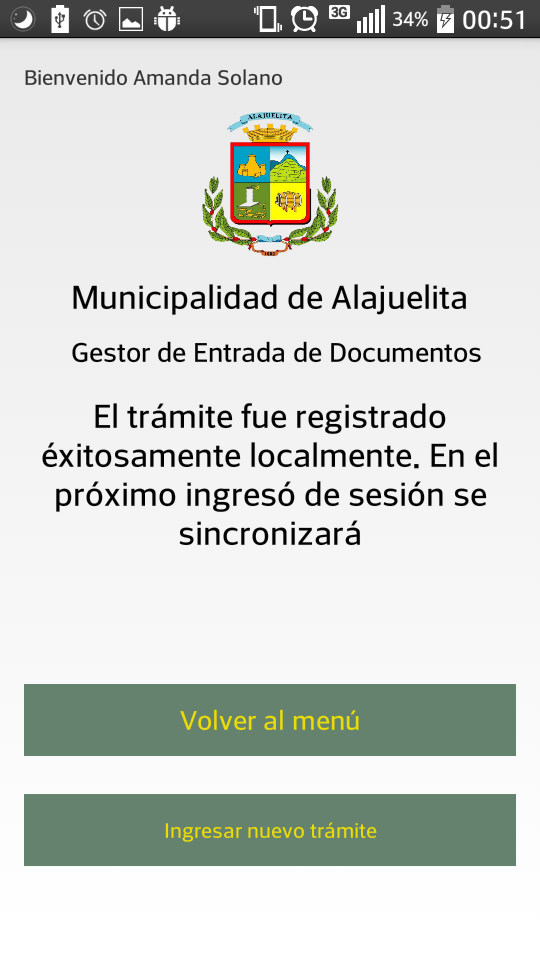 3G 34% 00:51
Bienvenido Amanda Solano
ALAJUELITA
Municipalidad de Alajuelita
Gestor de Entrada de Documentos
El trámite fue registrado
éxitosamente localmente. En el
próximo ingresó de sesión se
sincronizará
Volver al menú
Ingresar nuevo trámite